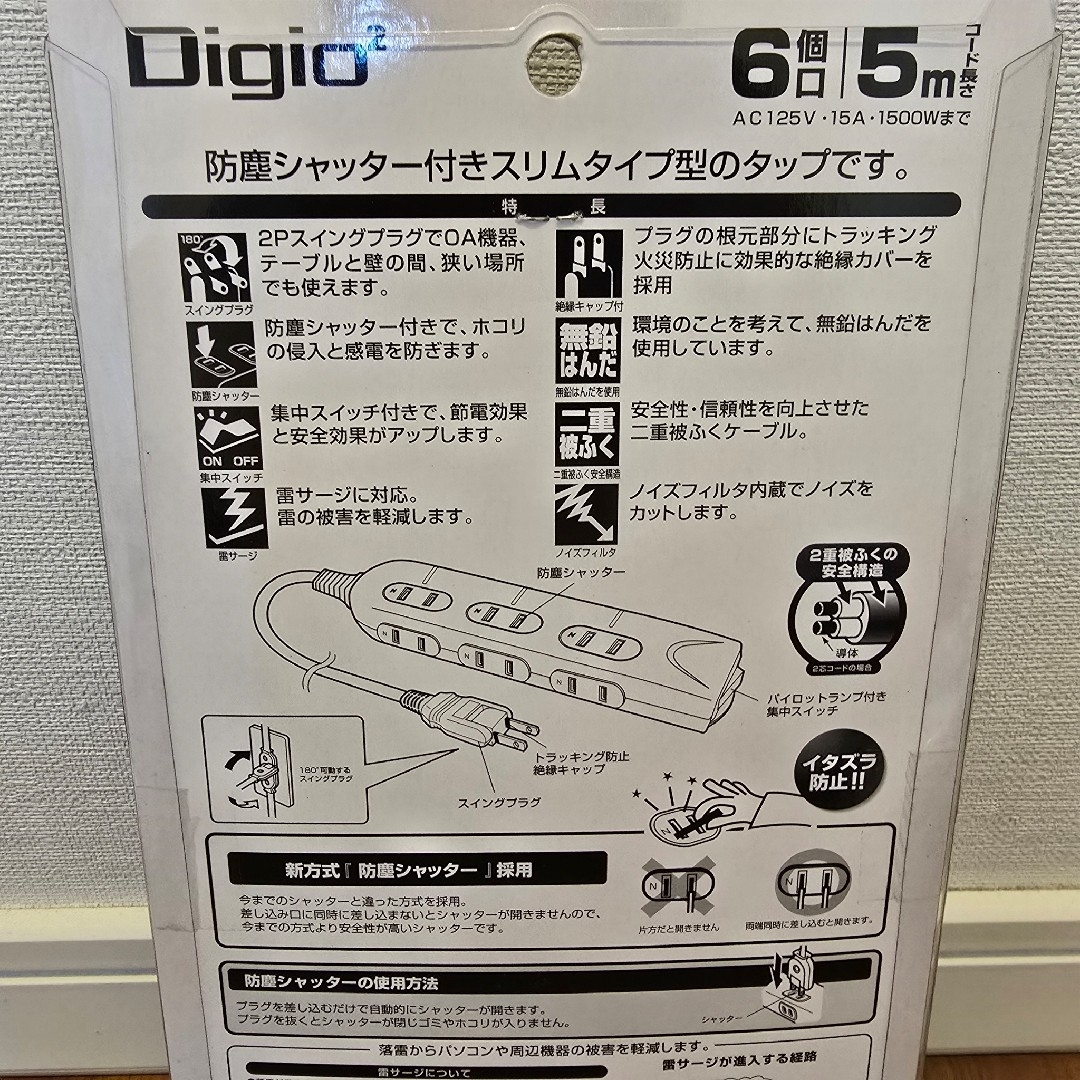 Digio²
6個口 5m コード長さ
AC125V・15A・1500Wまで
防塵シャッター付きスリムタイプ型のタップです。
特 長
180°
スイングプラグ
2PスイングプラグでOA機器、
テーブルと壁の間、狭い場所
でも使えます。
防塵シャッター
防塵シャッター付きで、ホコリ
の侵入と感電を防ぎます。
ON OFF
集中スイッチ
集中スイッチ付きで、節電効果
と安全効果がアップします。
雷サージ
雷サージに対応。
雷の被害を軽減します。
絶縁キャップ付
プラグの根元部分にトラッキング
火災防止に効果的な絶縁カバーを
採用
無鉛
はんだ
無鉛はんだを使用
環境のことを考えて、無鉛はんだを
使用しています。
二重
被ふく
二重被ふく安全構造
安全性・信頼性を向上させた
二重被ふくケーブル。
ノイズフィルタ
ノイズフィルタ内蔵でノイズを
カットします。
防塵シャッター
2重被ふくの
安全構造
導体
2芯コードの場合
N
N
N
N
N
N
パイロットランプ付き
集中スイッチ
トラッキング防止
絶縁キャップ
スイングプラグ
180°可動する
スイングプラグ
イタズラ
防止!!
N
新方式『防塵シャッター』採用
今までのシャッターと違った方式を採用。
差し込み口に同時に差し込まないとシャッターが開きませんので、
今までの方式より安全性が高いシャッターです。
N
片方だと開きません
N
両端同時に差し込むと開きます。
防塵シャッターの使用方法
プラグを差し込むだけで自動的にシャッターが開きます。
プラグを抜くとシャッターが閉じゴミやホコリが入りません。
シャッター
落雷からパソコンや周辺機器の被害を軽減します。
雷サージについて
雷サージが進入する経路